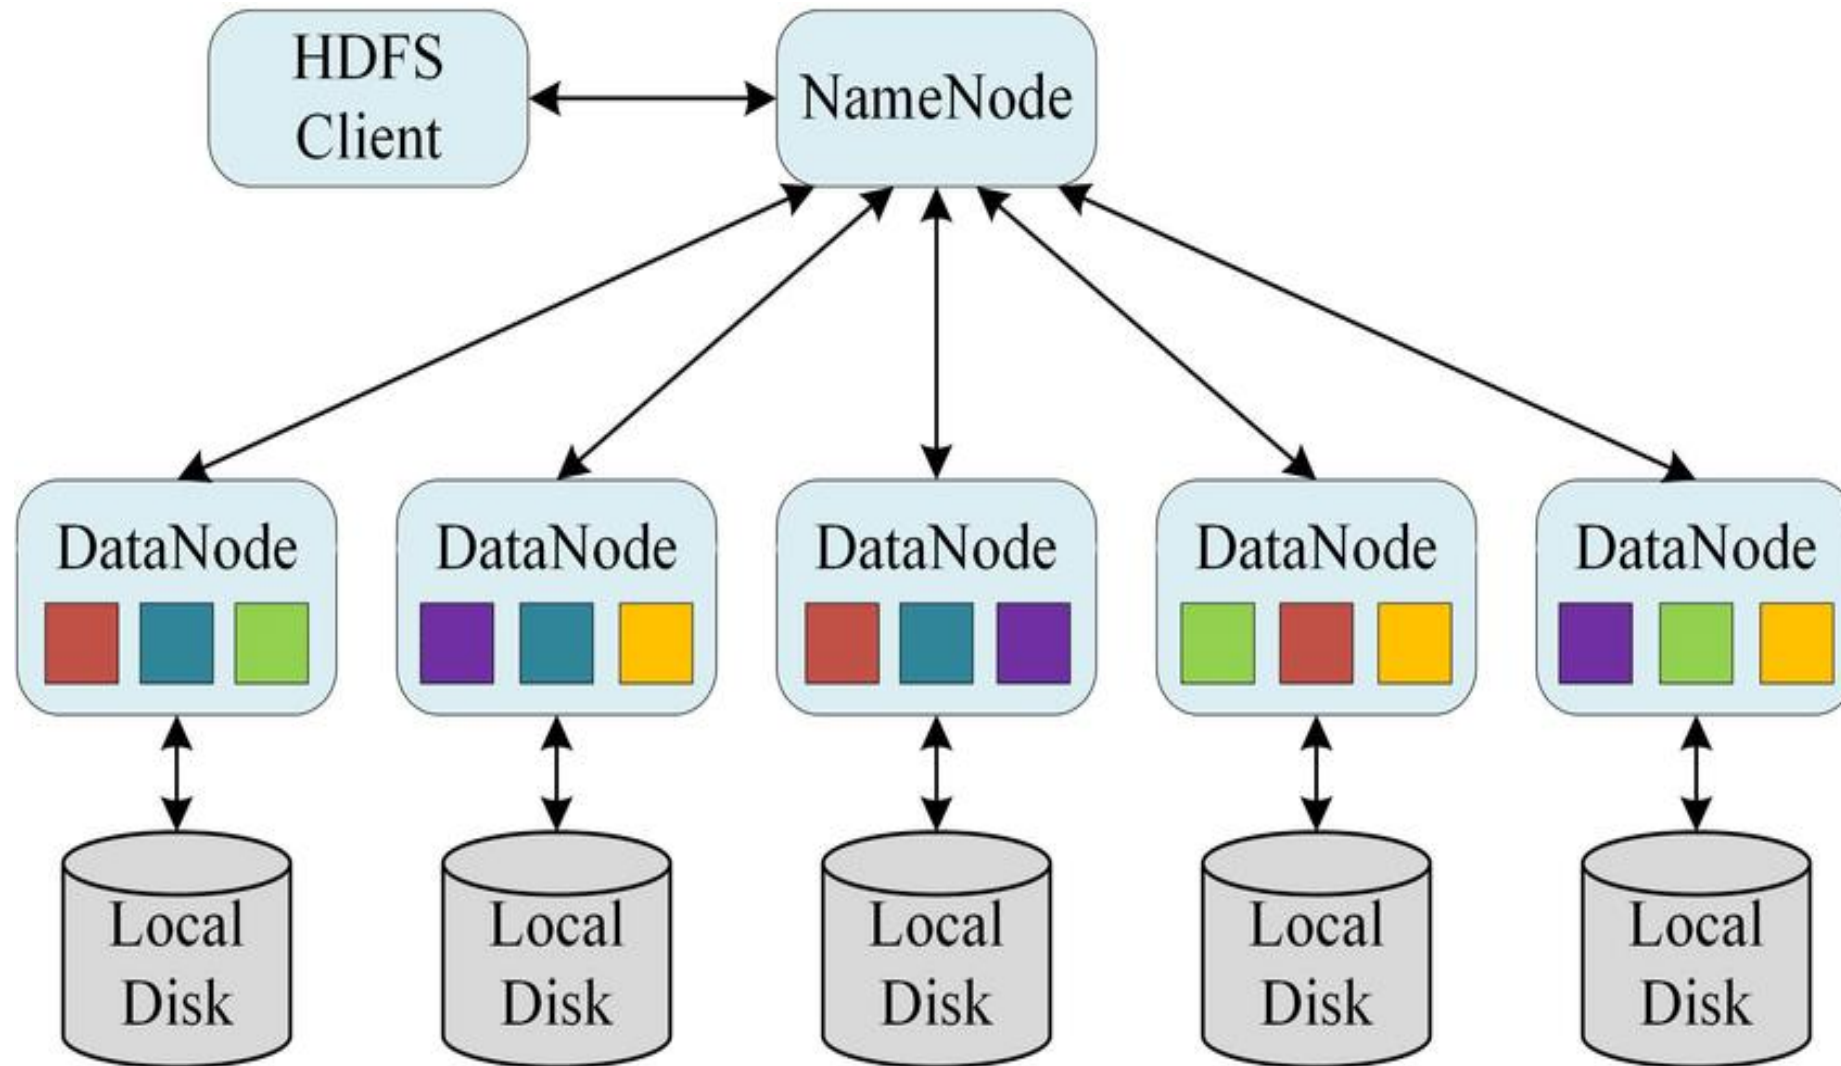 HDFS
Client
NameNode
DataNode
DataNode
DataNode
DataNode
DataNode
Local
Disk
Local
Disk
Local
Disk
Local
Disk
Local
Disk